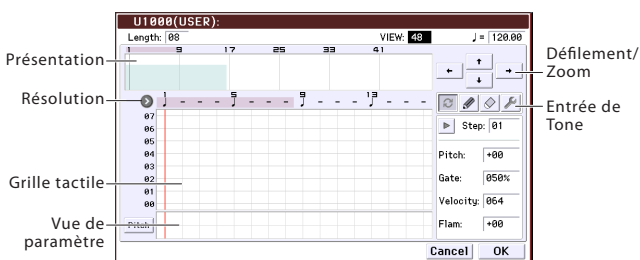 U1000(USER):
Length: 08 VIEW: 48 ♩= 120.00
1 9 17 25 33 41
Présentation
Défilement/
Zoom
Résolution
1 - - - 5 - - - 9 - - - 13 - - -
Entrée de
Tone
07
06
05
04
03
02
01
00
Step: 01
Pitch: +00
Gate: 050%
Velocity: 064
Flam: +00
Grille tactile
Vue de
paramètre
Pitch
Cancel OK